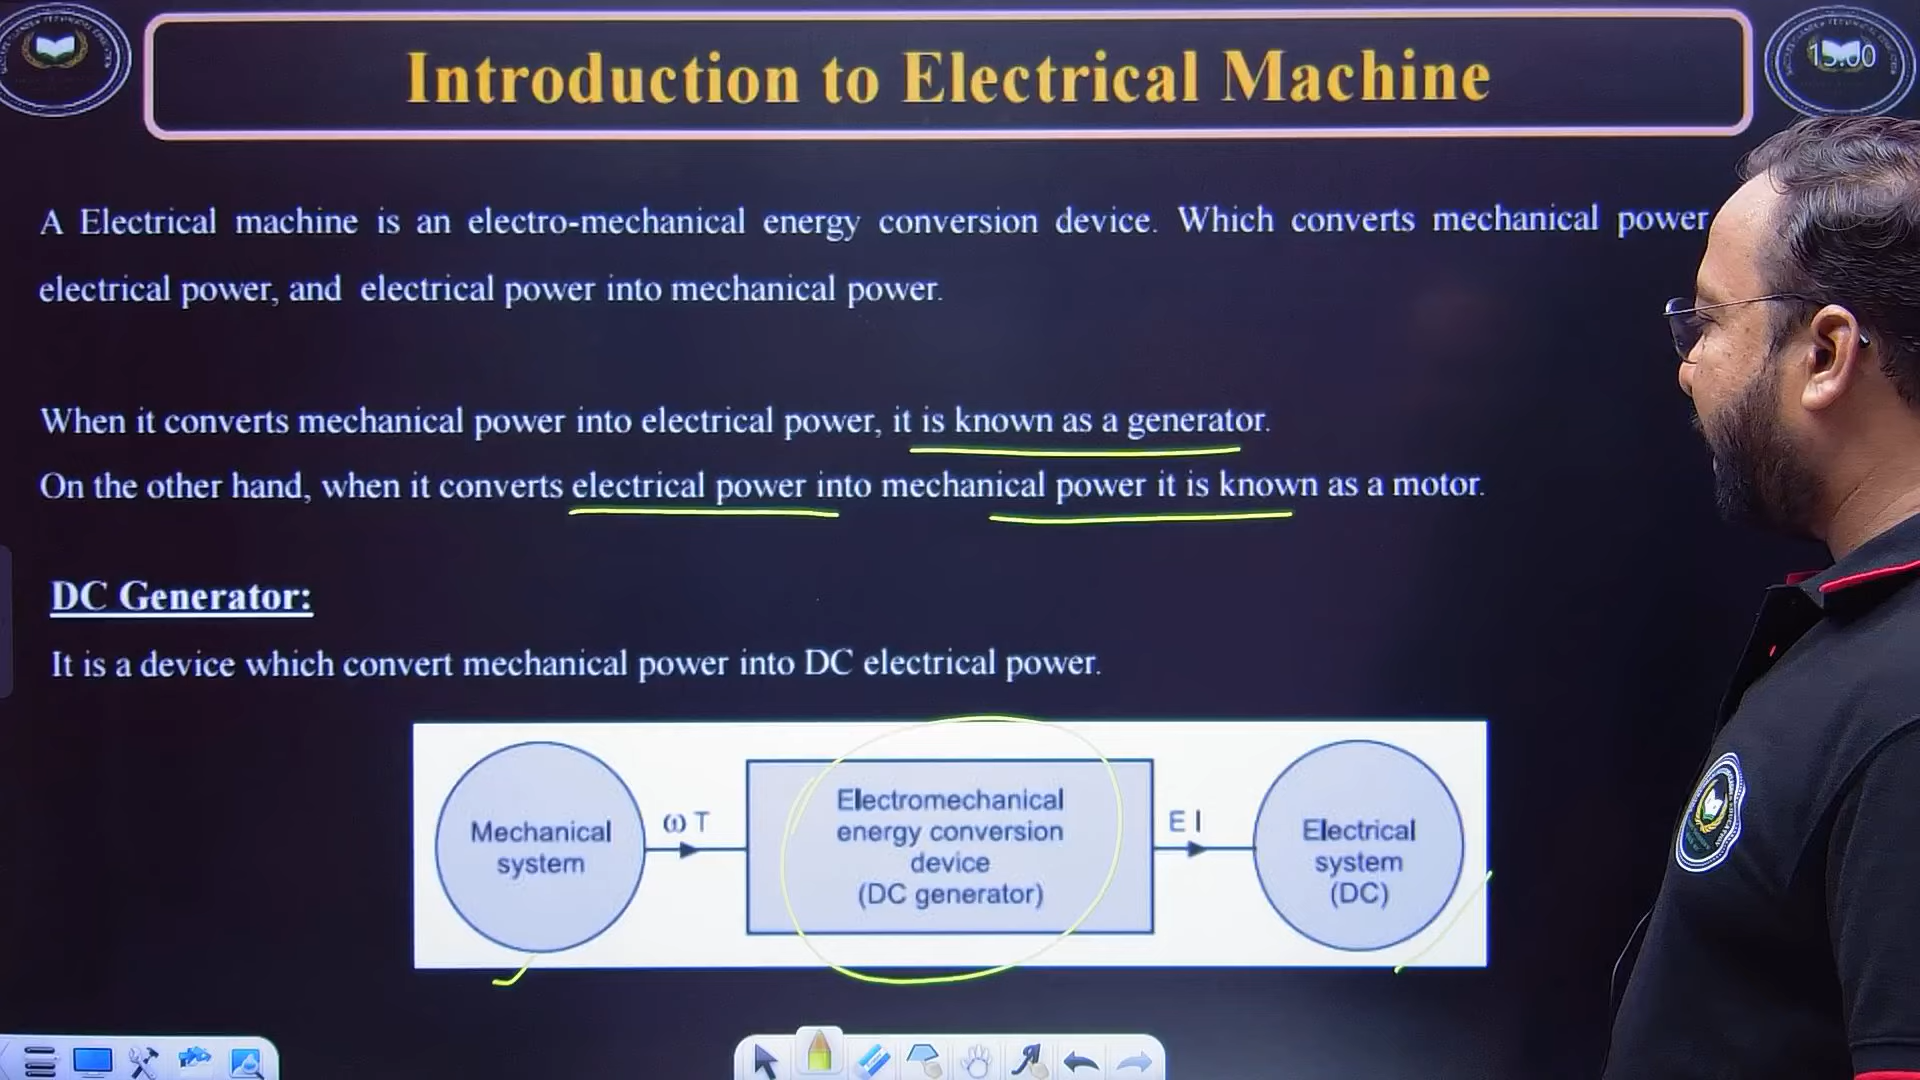 Introduction to Electrical Machine
15:00
A Electrical machine is an electro-mechanical energy conversion device. Which converts mechanical power
electrical power, and electrical power into mechanical power.
When it converts mechanical power into electrical power, it is known as a generator.
On the other hand, when it converts electrical power into mechanical power it is known as a motor.
DC Generator:
It is a device which convert mechanical power into DC electrical power.
Mechanical
system
ω T
Electromechanical
energy conversion
device
(DC generator)
E I
Electrical
system
(DC)